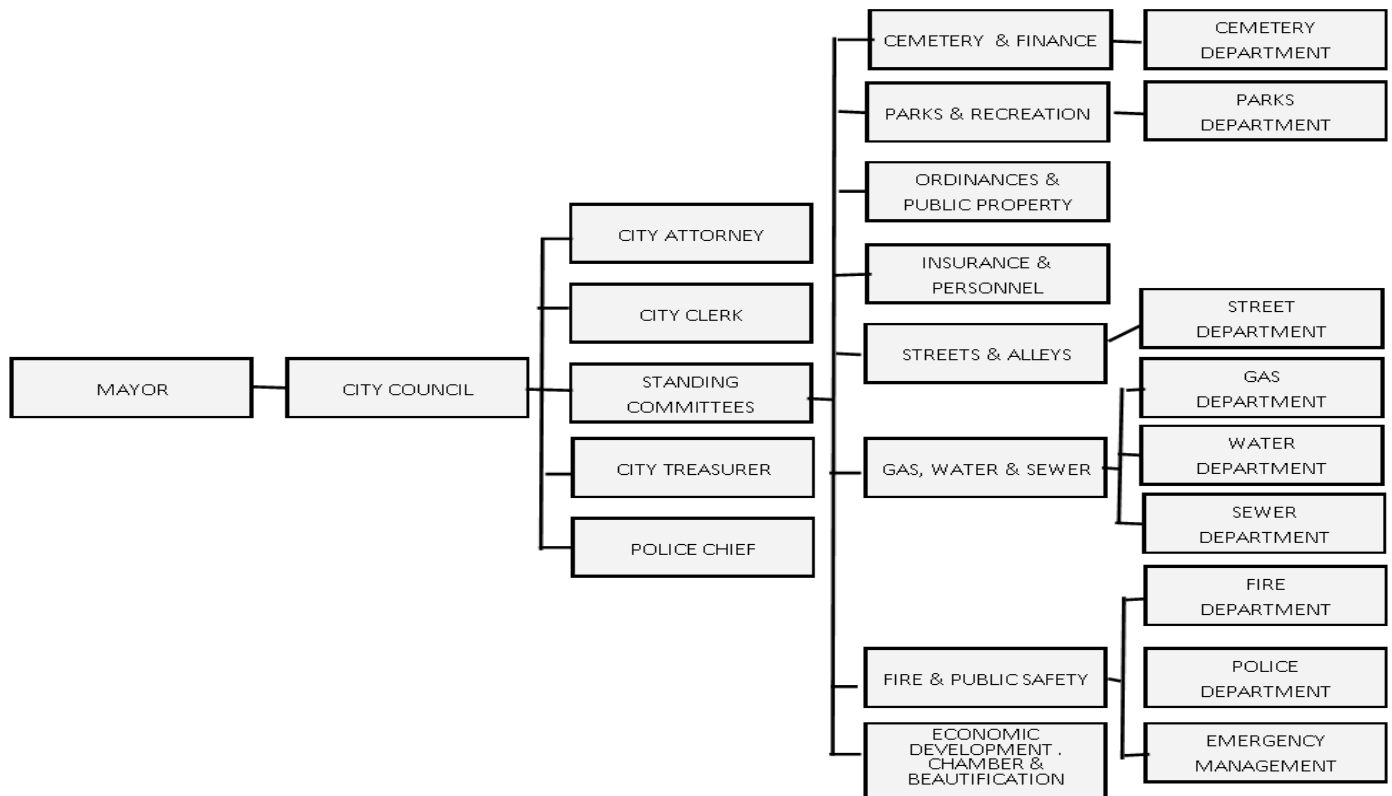 MAYOR
CITY COUNCIL
CITY ATTORNEY
CITY CLERK
STANDING
COMMITTEES
CITY TREASURER
POLICE CHIEF
CEMETERY & FINANCE
PARKS & RECREATION
ORDINANCES &
PUBLIC PROPERTY
INSURANCE &
PERSONNEL
STREETS & ALLEYS
GAS, WATER & SEWER
FIRE & PUBLIC SAFETY
ECONOMIC
DEVELOPMENT .
CHAMBER &
BEAUTIFICATION
CEMETERY
DEPARTMENT
PARKS
DEPARTMENT
STREET
DEPARTMENT
GAS
DEPARTMENT
WATER
DEPARTMENT
SEWER
DEPARTMENT
FIRE
DEPARTMENT
POLICE
DEPARTMENT
EMERGENCY
MANAGEMENT